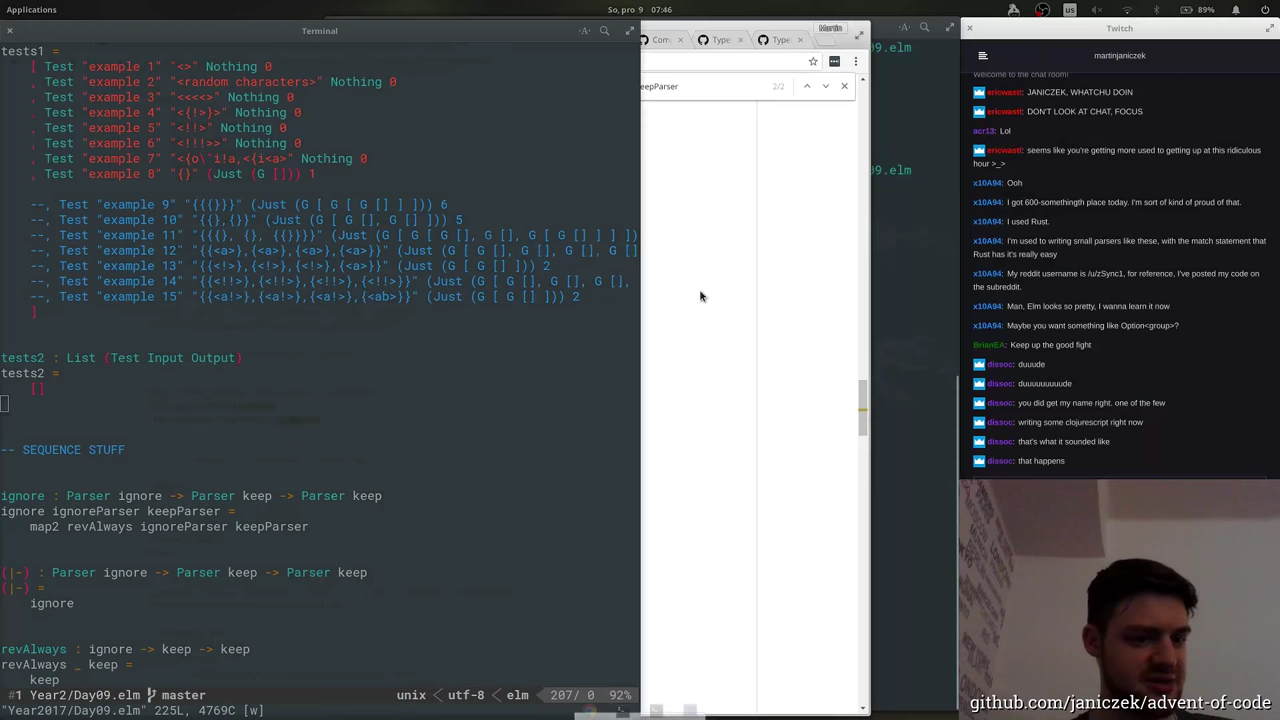 Applications
So, pro 9 07:46
us
89%
Terminal
tests1 =
[ Test "example 1" "<>" Nothing 0
, Test "example 2" "<random characters>" Nothing 0
, Test "example 3" "<<<<>" Nothing 0
, Test "example 4" "<{!>}>" Nothing 0
, Test "example 5" "<!!>" Nothing 0
, Test "example 6" "<!!!>>" Nothing 0
, Test "example 7" "<{o\"i!a,<{i<a>" Nothing 0
, Test "example 8" "{}" (Just (G [])) 1
--, Test "example 9" "{{{}}}" (Just (G [ G [ G [] ] ])) 6
--, Test "example 10" "{{},{}}" (Just (G [ G [], G [] ])) 5
--, Test "example 11" "{{{},{},{{}}}}" (Just (G [ G [ G [], G [], G [ G [] ] ] ])
--, Test "example 12" "{<a>,<a>,<a>,<a>}" (Just (G [ G [], G [], G [], G [
--, Test "example 13" "{{<!>},{<!>},{<!>},{<a>}}" (Just (G [ G [] ])) 2
--, Test "example 14" "{{<!!>},{<!!>},{<!!>},{<!!>}}" (Just (G [ G [], G [], G [],
--, Test "example 15" "{{<a!>},{<a!>},{<a!>},{<ab>}}" (Just (G [ G [] ])) 2
]
tests2 : List (Test Input Output)
tests2 =
[]
-- SEQUENCE STUFF
ignore : Parser ignore -> Parser keep -> Parser keep
ignore ignoreParser keepParser =
map2 revAlways ignoreParser keepParser
(|-) : Parser ignore -> Parser keep -> Parser keep
(|-) =
ignore
revAlways : ignore -> keep -> keep
revAlways _ keep =
keep
#1 Year2/Day09.elm master unix < utf-8 < elm 207/ 0 92%
"Year2017/Day09.elm" 225L, 4769C [w]
Martin
Com
Type
Type
eepParser 2/2
09.elm
09.elm
Twitch
martinjaniczek
Welcome to the chat room!
ericwastl: JANICZEK, WHATCHU DOIN
ericwastl: DON'T LOOK AT CHAT, FOCUS
acr13: Lol
ericwastl: seems like you're getting more used to getting up at this ridiculous
hour >_>
x10A94: Ooh
x10A94: I got 600-somethingth place today. I'm sort of kind of proud of that.
x10A94: I used Rust.
x10A94: I'm used to writing small parsers like these, with the match statement that
Rust has it's really easy
x10A94: My reddit username is /u/zSync1, for reference, I've posted my code on
the subreddit.
x10A94: Man, Elm looks so pretty, I wanna learn it now
x10A94: Maybe you want something like Option<group>?
BrianEA: Keep up the good fight
dissoc: duuude
dissoc: duuuuuuuuude
dissoc: you did get my name right. one of the few
dissoc: writing some clojurescript right now
dissoc: that's what it sounded like
dissoc: that happens
github.com/janiczek/advent-of-code